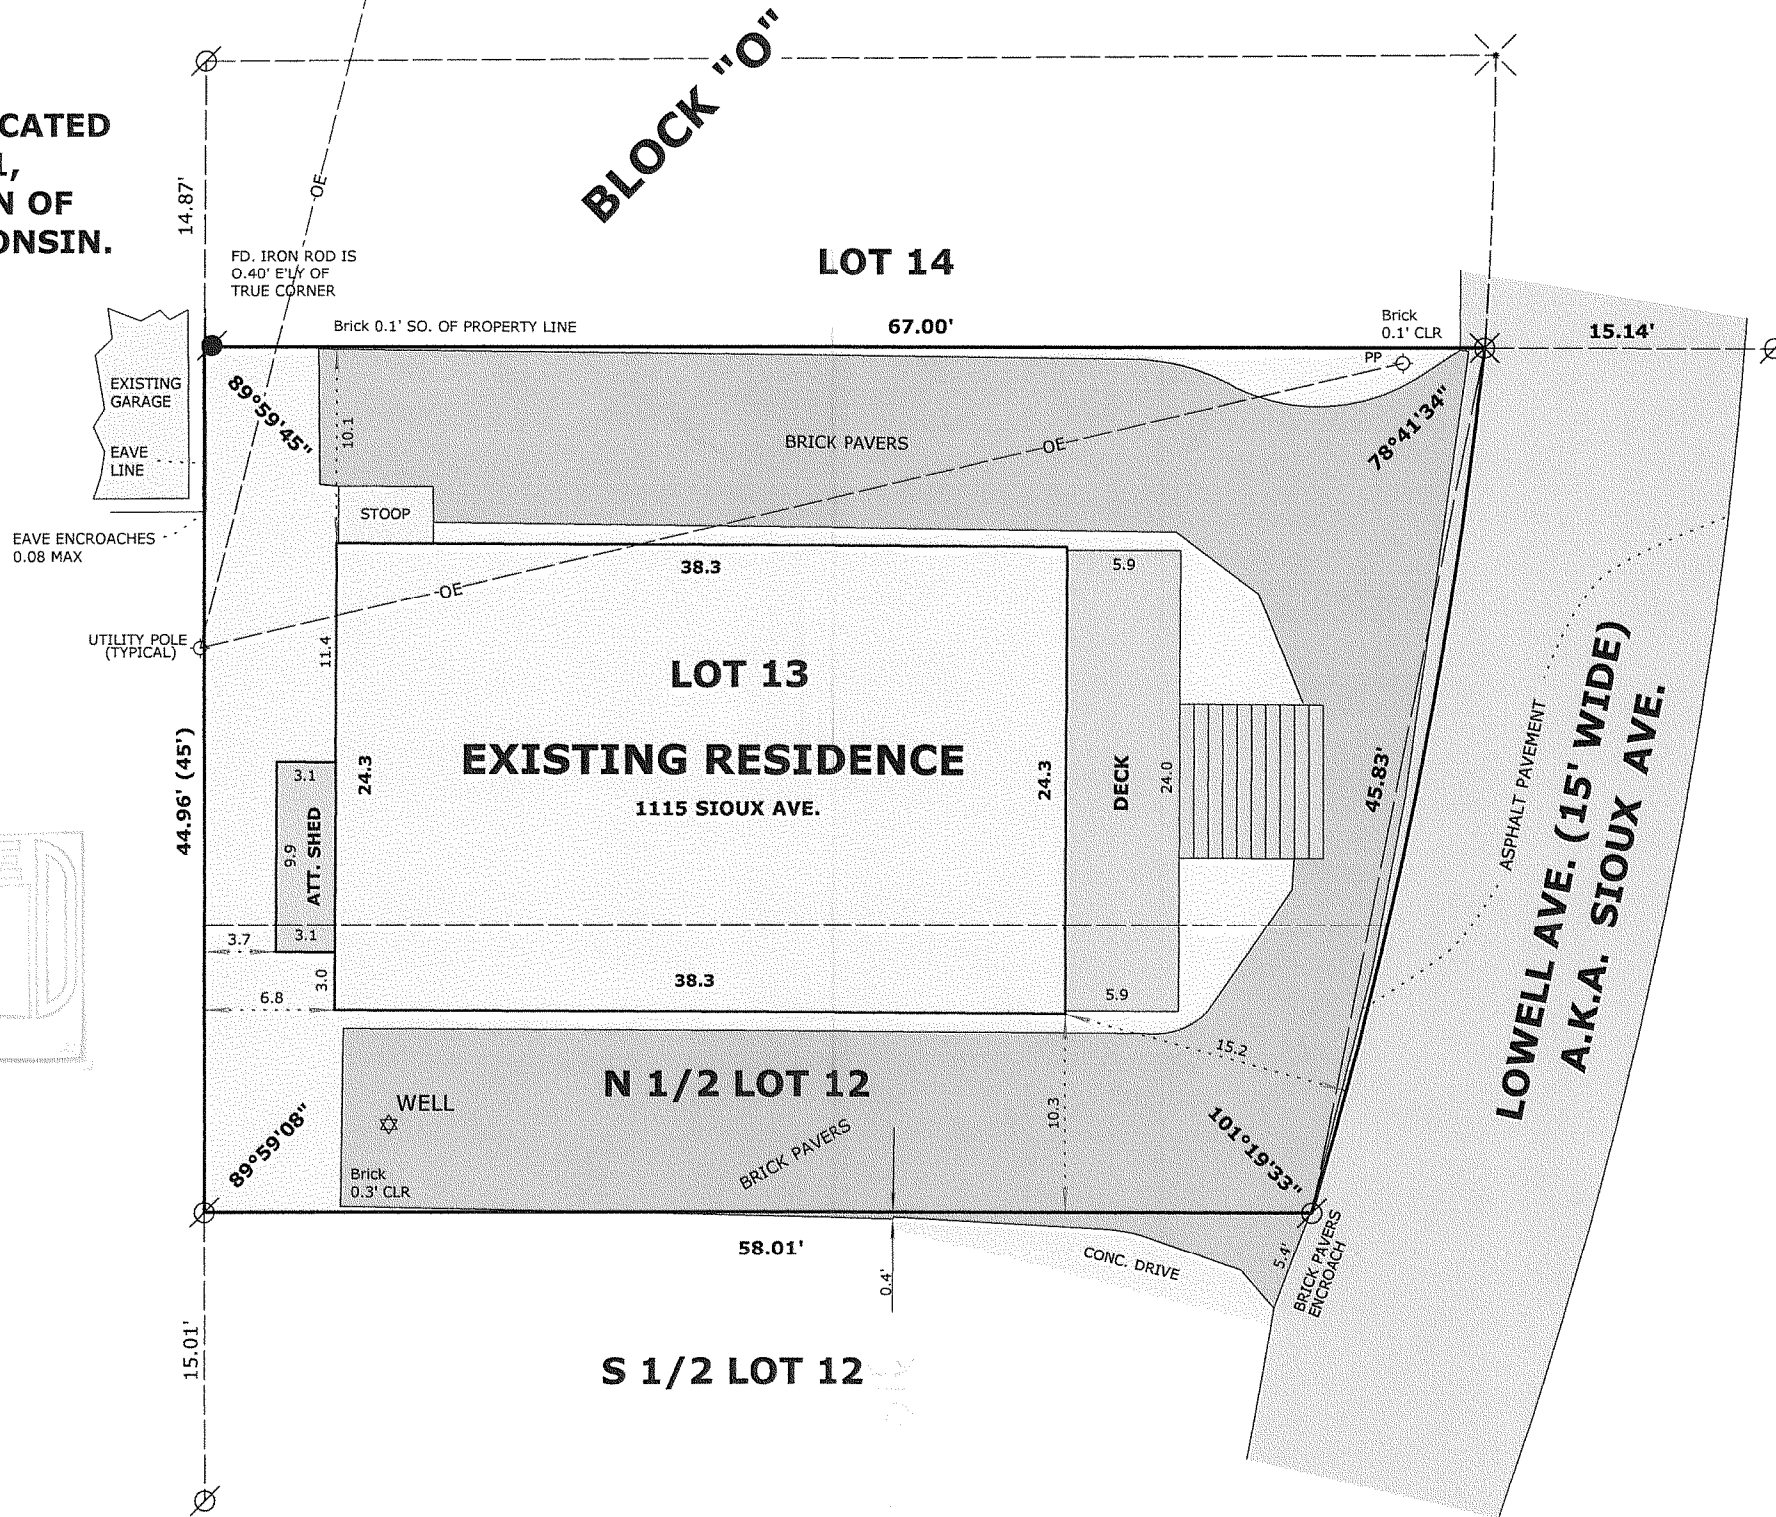 BLOCK "O"
CATED
1,
N OF
ONSIN.
14.87'
OE
FD. IRON ROD IS
0.40' E'LY OF
TRUE CORNER
LOT 14
Brick 0.1' SO. OF PROPERTY LINE
67.00'
Brick
0.1' CLR
15.14'
PP
EXISTING
GARAGE
EAVE
LINE
89°59'45"
10.1
BRICK PAVERS
OE
78°41'34"
STOOP
EAVE ENCROACHES
0.08 MAX
38.3
5.9
OE
UTILITY POLE
(TYPICAL)
11.4
LOT 13
EXISTING RESIDENCE
1115 SIOUX AVE.
44.96' (45')
24.3
24.3
DECK
24.0
45.83'
ASPHALT PAVEMENT
LOWELL AVE. (15' WIDE)
A.K.A. SIOUX AVE.
3.1
9.9
ATT. SHED
3.1
3.7
3.0
6.8
38.3
5.9
15.2
N 1/2 LOT 12
WELL
10.3
101°19'33"
89°59'08"
BRICK PAVERS
Brick
0.3' CLR
58.01'
CONC. DRIVE
5.4'
BRICK PAVERS
ENCROACH
0.4'
15.01'
S 1/2 LOT 12